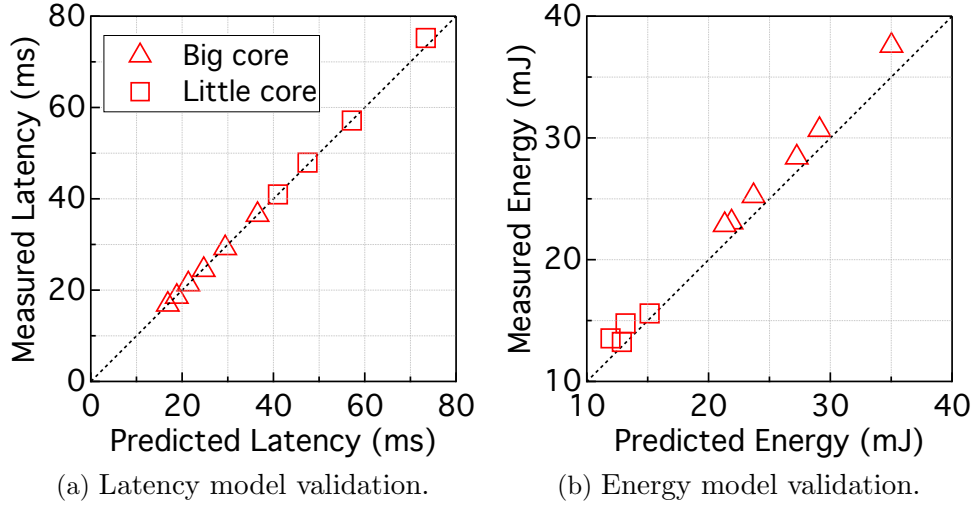 80
60
40
20
0
Measured Latency (ms)
Big core
Little core
0 20 40 60 80
Predicted Latency (ms)
(a) Latency model validation.
40
30
20
10
Measured Energy (mJ)
10 20 30 40
Predicted Energy (mJ)
(b) Energy model validation.